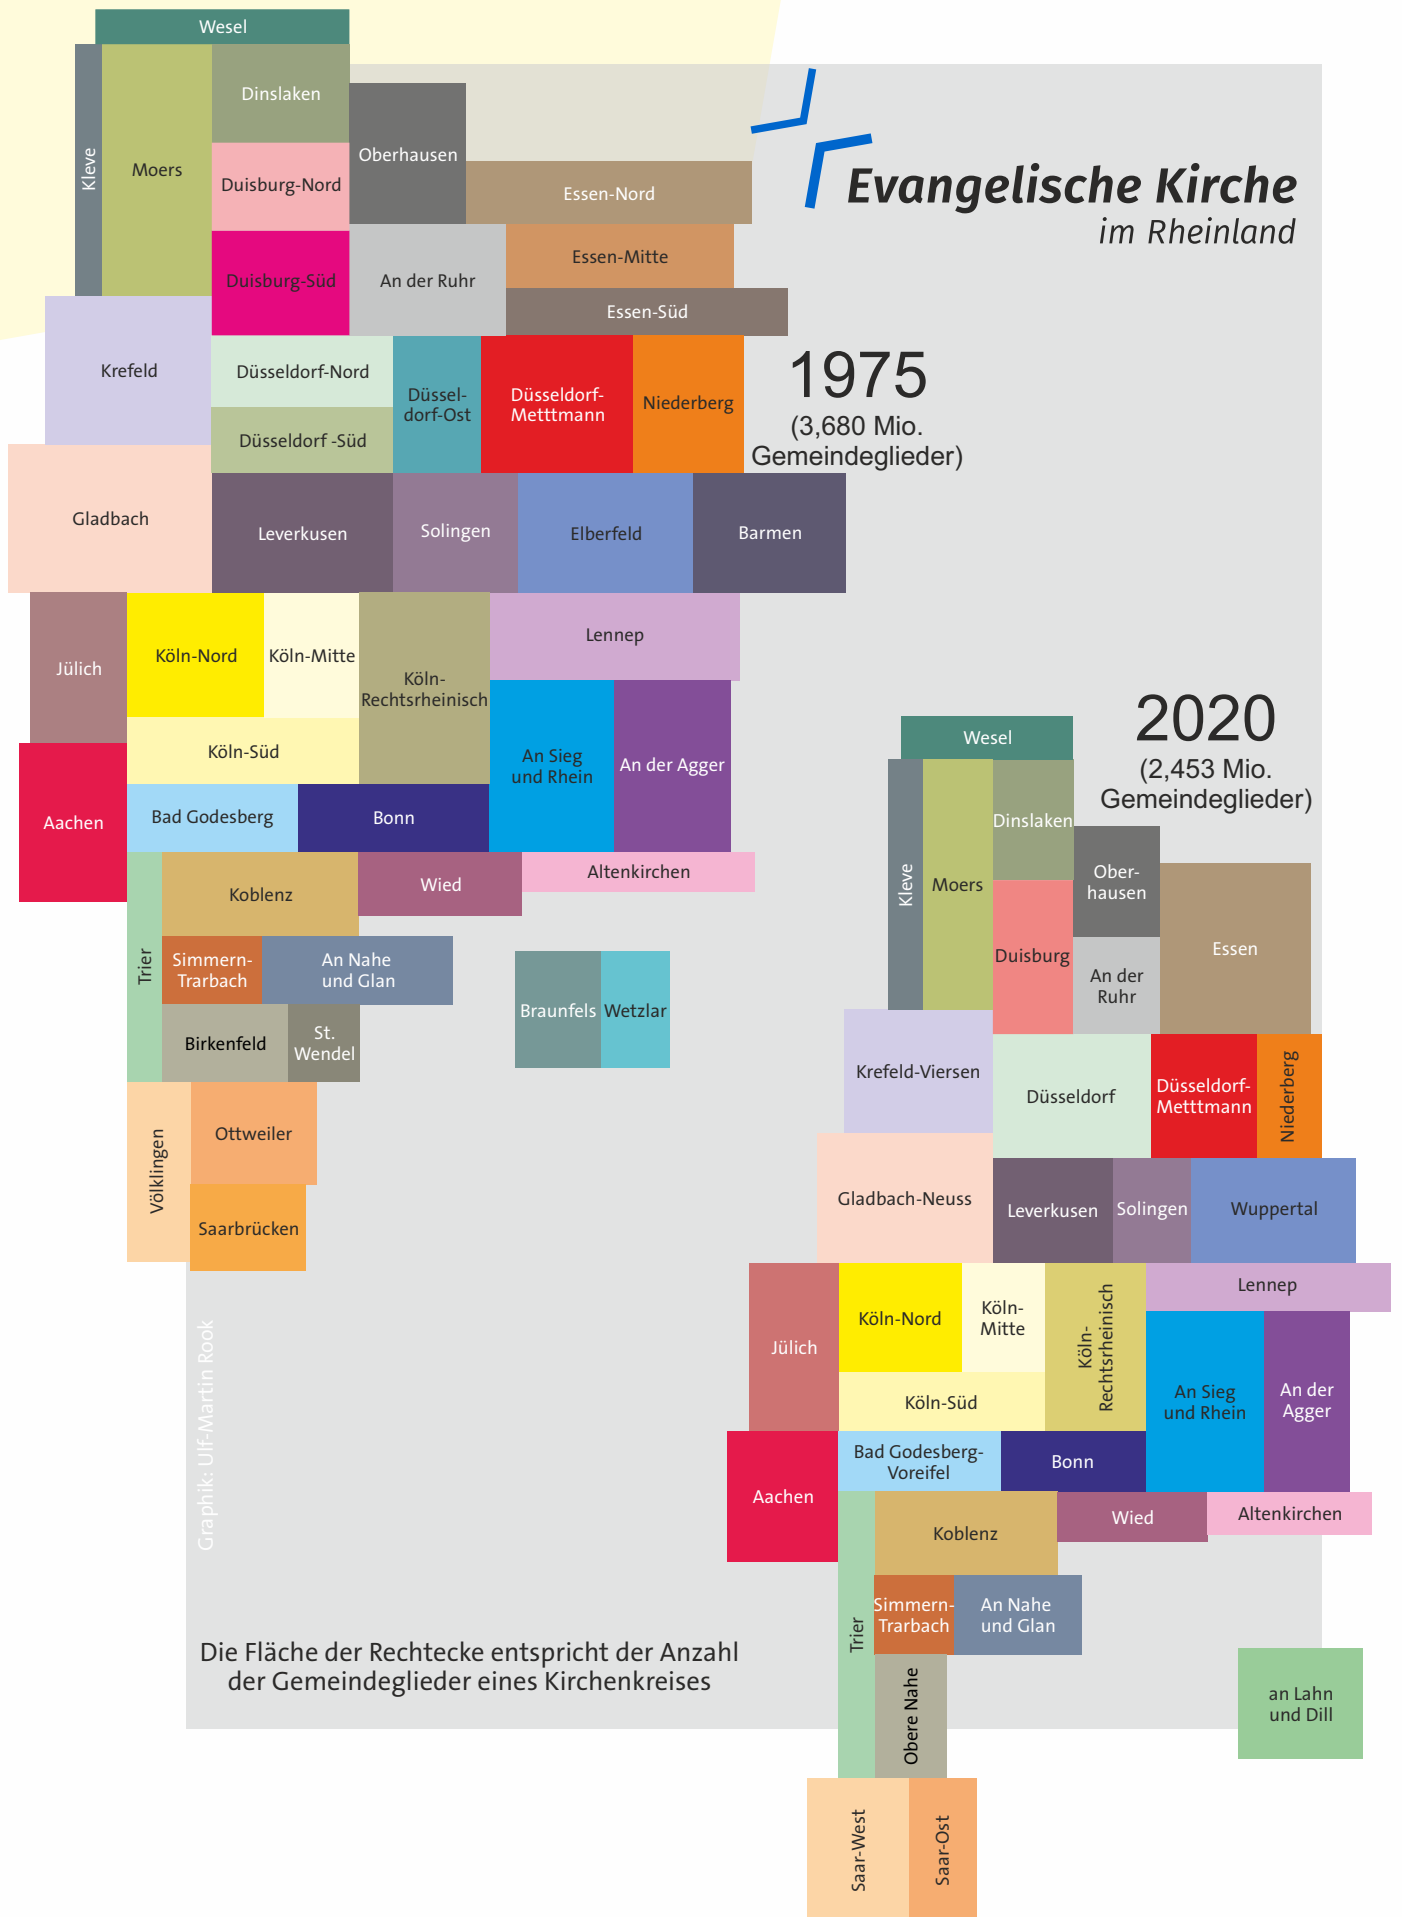 Wesel
Kleve
Moers
Dinslaken
Oberhausen
Duisburg-Nord
Essen-Nord
Duisburg-Süd
An der Ruhr
Essen-Mitte
Essen-Süd
Evangelische Kirche
im Rheinland
Krefeld
Düsseldorf-Nord
Düssel-
dorf-Ost
Düsseldorf-
Metttmann
Niederberg
Düsseldorf -Süd
1975
(3,680 Mio.
Gemeindeglieder)
Gladbach
Leverkusen
Solingen
Elberfeld
Barmen
Jülich
Köln-Nord
Köln-Mitte
Köln-
Rechtsrheinisch
Lennep
Köln-Süd
An Sieg
und Rhein
An der Agger
Aachen
Bad Godesberg
Bonn
Trier
Koblenz
Wied
Altenkirchen
Simmern-
Trarbach
An Nahe
und Glan
Braunfels
Wetzlar
Birkenfeld
St.
Wendel
Völklingen
Ottweiler
Saarbrücken
2020
(2,453 Mio.
Gemeindeglieder)
Wesel
Kleve
Moers
Dinslaken
Ober-
hausen
Essen
Duisburg
An der
Ruhr
Krefeld-Viersen
Düsseldorf
Düsseldorf-
Metttmann
Niederberg
Gladbach-Neuss
Leverkusen
Solingen
Wuppertal
Jülich
Köln-Nord
Köln-
Mitte
Köln-
Rechtsrheinisch
Lennep
Köln-Süd
An Sieg
und Rhein
An der
Agger
Aachen
Bad Godesberg-
Voreifel
Bonn
Trier
Koblenz
Wied
Altenkirchen
Simmern-
Trarbach
An Nahe
und Glan
Obere Nahe
an Lahn
und Dill
Saar-West
Saar-Ost
Graphik: Ulf-Martin Rook
Die Fläche der Rechtecke entspricht der Anzahl
der Gemeindeglieder eines Kirchenkreises